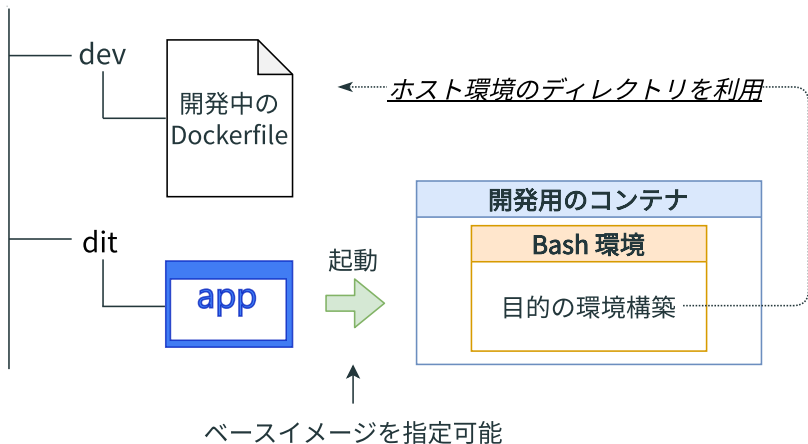 dev
開発中の
Dockerfile
ホスト環境のディレクトリを利用
dit
app
起動
開発用のコンテナ
Bash 環境
目的の環境構築
ベースイメージを指定可能